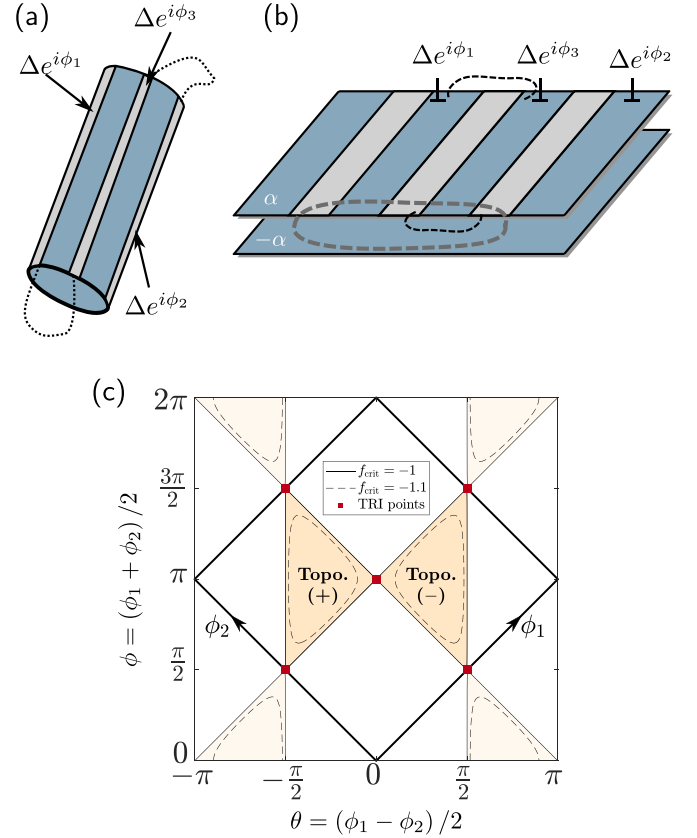 (a)
Δe^{iϕ_3}
Δe^{iϕ_1}
Δe^{iϕ_2}
(b)
Δe^{iϕ_1}
Δe^{iϕ_3}
Δe^{iϕ_2}
α
−α
(c)
2π
3π/2
π
π/2
0
ϕ = (ϕ_1 + ϕ_2) /2
f_crit = −1
f_crit = −1.1
TRI points
Topo.
(+)
Topo.
(−)
ϕ_2
ϕ_1
−π
−π/2
0
π/2
π
θ = (ϕ_1 − ϕ_2) /2